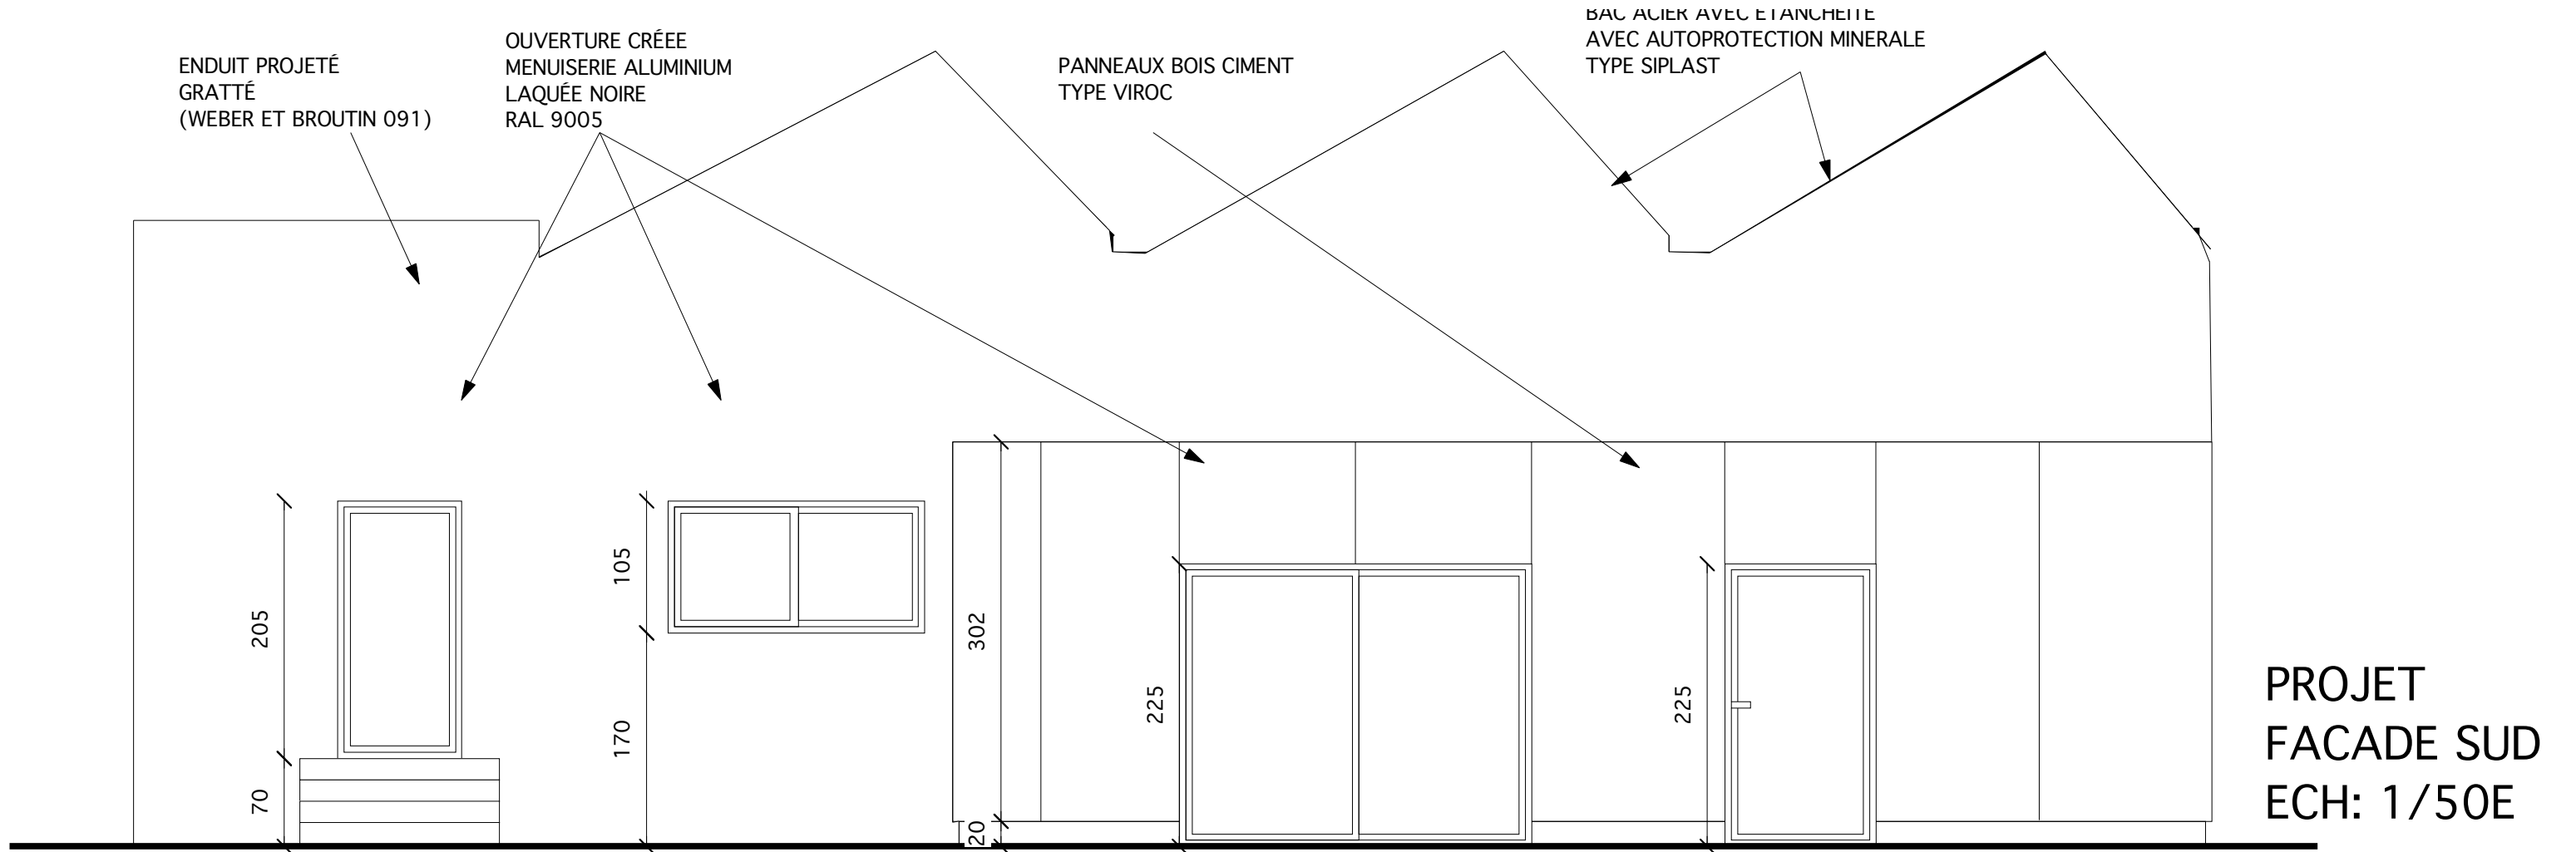 ENDUIT PROJETÉ
GRATTÉ
(WEBER ET BROUTIN 091)
OUVERTURE CRÉEE
MENUISERIE ALUMINIUM
LAQUÉE NOIRE
RAL 9005
PANNEAUX BOIS CIMENT
TYPE VIROC
BAC ACIER AVEC ETANCHEITE
AVEC AUTOPROTECTION MINERALE
TYPE SIPLAST
205
70
105
170
302
20
225
225
PROJET
FACADE SUD
ECH: 1/50E